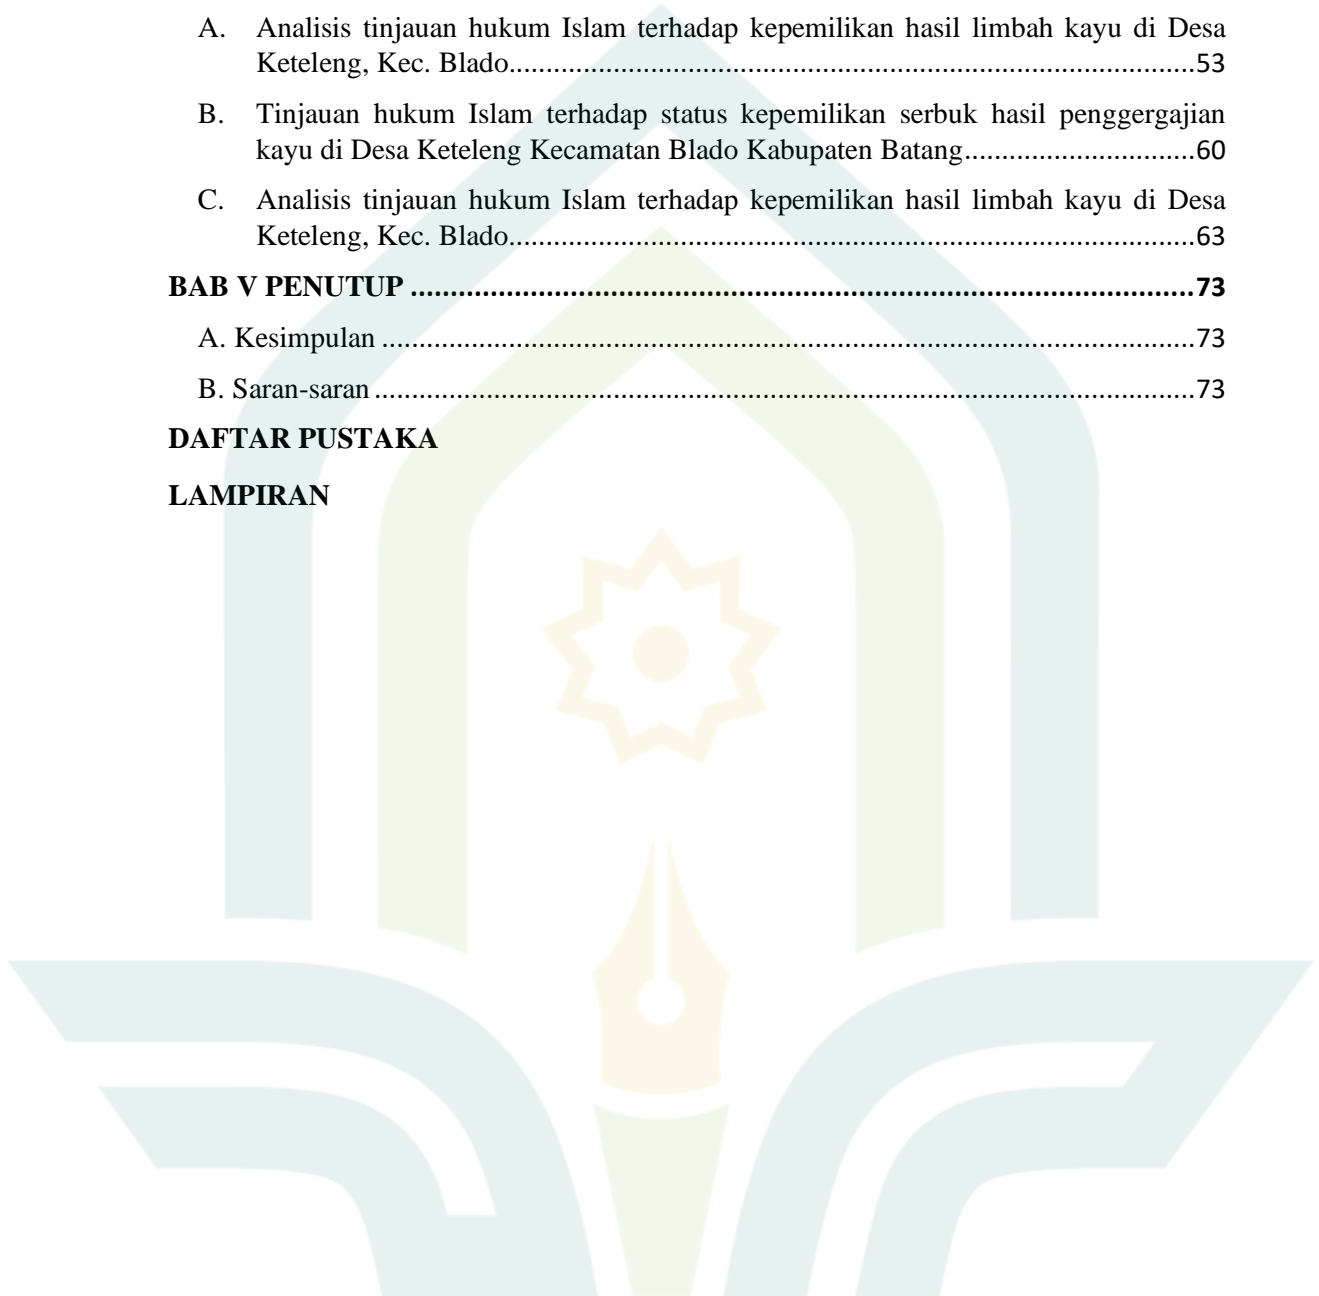 A. Analisis tinjauan hukum Islam terhadap kepemilikan hasil limbah kayu di Desa
Keteleng, Kec. Blado.......................................................................................................53
B. Tinjauan hukum Islam terhadap status kepemilikan serbuk hasil penggergajian
kayu di Desa Keteleng Kecamatan Blado Kabupaten Batang...................................60
C. Analisis tinjauan hukum Islam terhadap kepemilikan hasil limbah kayu di Desa
Keteleng, Kec. Blado.......................................................................................................63
BAB V PENUTUP ......................................................................................................73
A. Kesimpulan ..........................................................................................................................73
B. Saran-saran ...........................................................................................................................73
DAFTAR PUSTAKA
LAMPIRAN